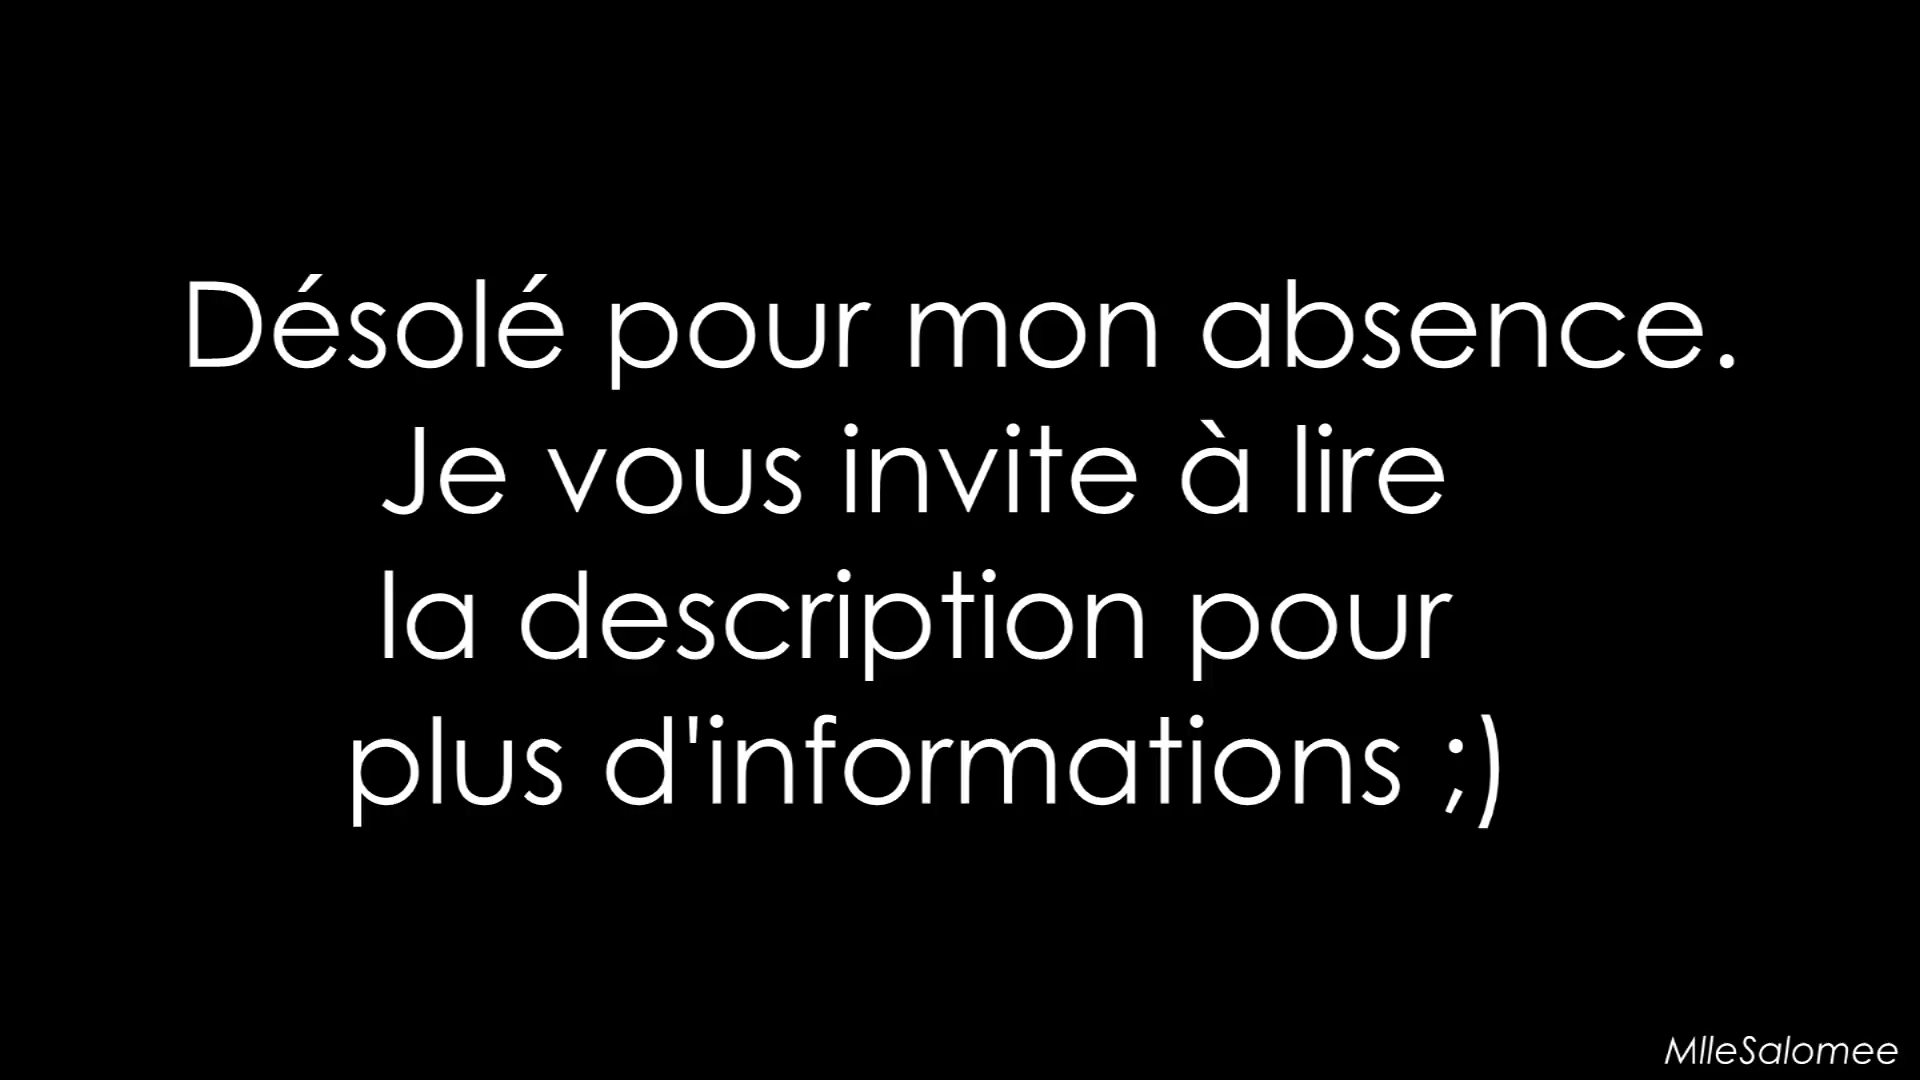 Désolé pour mon absence.
Je vous invite à lire
la description pour
plus d'informations ;)
MlleSalomee